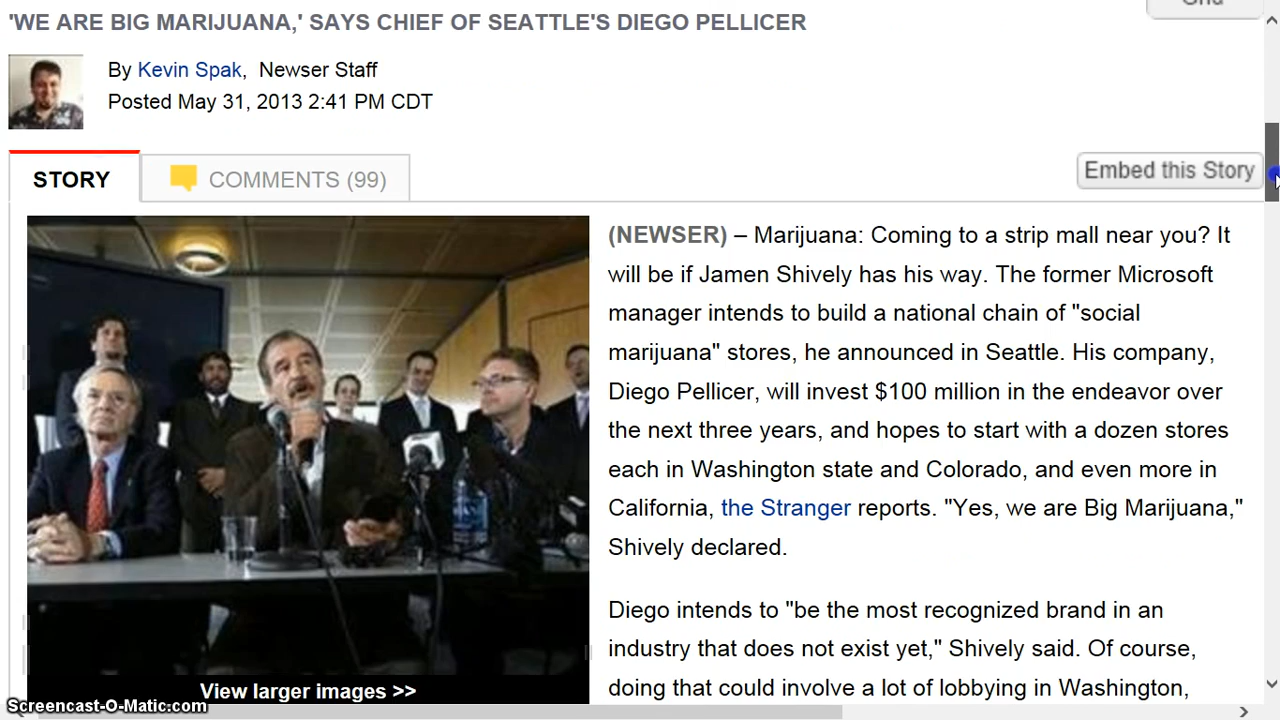 'WE ARE BIG MARIJUANA,' SAYS CHIEF OF SEATTLE'S DIEGO PELLICER
By Kevin Spak, Newser Staff
Posted May 31, 2013 2:41 PM CDT
STORY
COMMENTS (99)
Embed this Story
(NEWSER) – Marijuana: Coming to a strip mall near you? It
will be if Jamen Shively has his way. The former Microsoft
manager intends to build a national chain of "social
marijuana" stores, he announced in Seattle. His company,
Diego Pellicer, will invest $100 million in the endeavor over
the next three years, and hopes to start with a dozen stores
each in Washington state and Colorado, and even more in
California, the Stranger reports. "Yes, we are Big Marijuana,"
Shively declared.
Diego intends to "be the most recognized brand in an
industry that does not exist yet," Shively said. Of course,
doing that could involve a lot of lobbying in Washington,
View larger images >>
Screencast-O-Matic.com